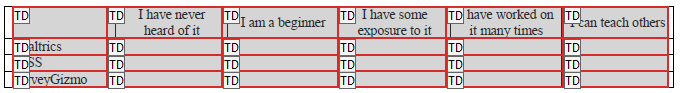 TD TD I have never TD TD TD I have some TD have worked on TD
heard of it I am a beginner exposure to it it many times can teach others
TD altrics TD TD TD TD TD
TD SS TD TD TD TD TD
TD veyGizmo TD TD TD TD TD